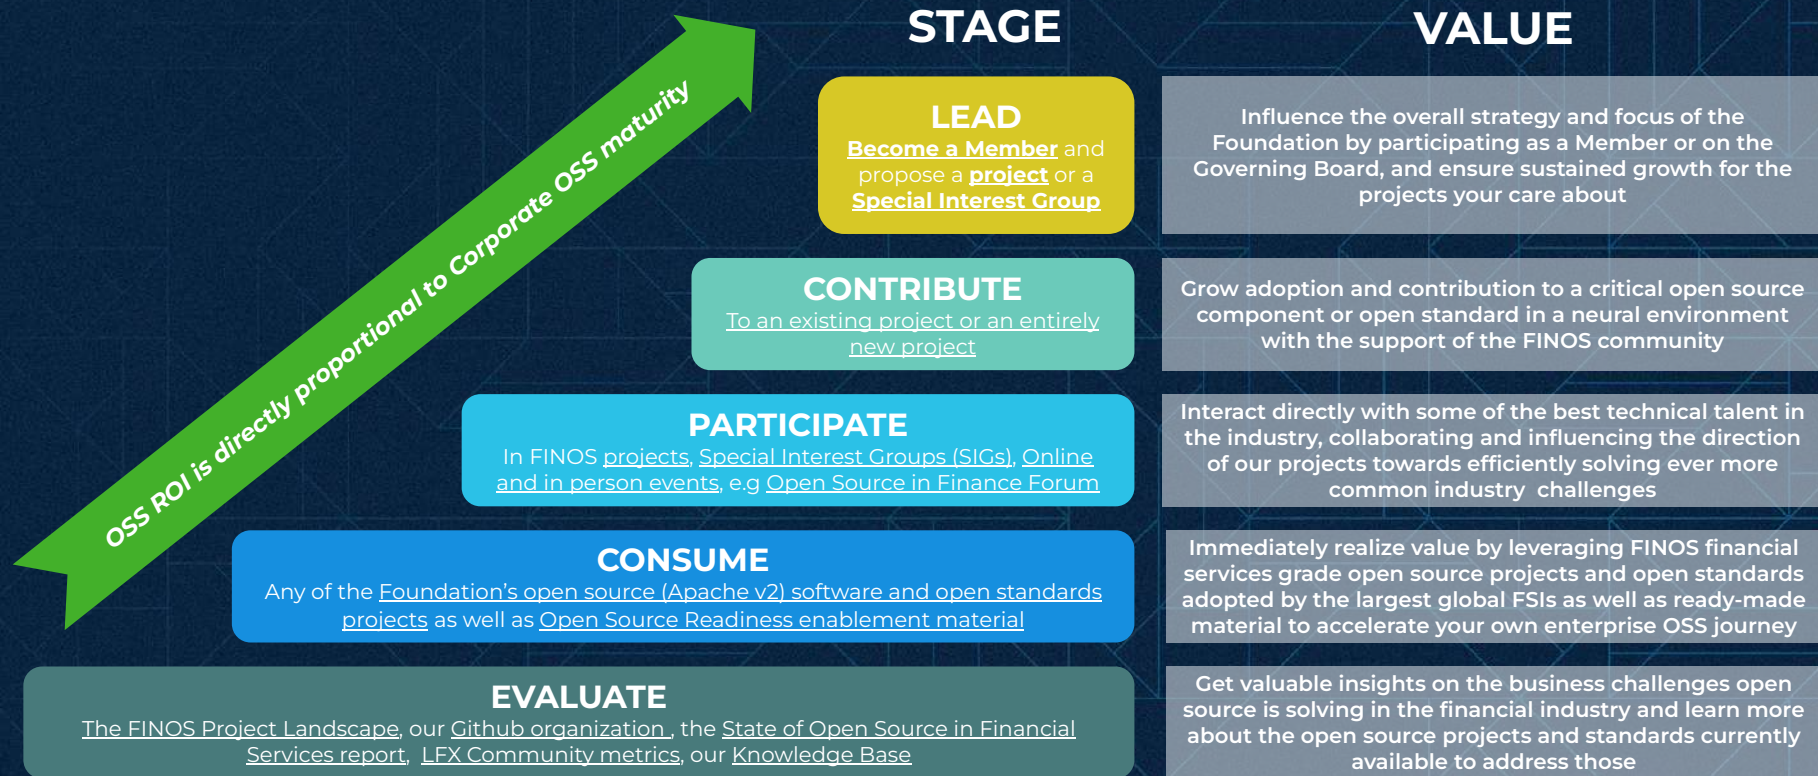 STAGE
VALUE
OSS ROI is directly proportional to Corporate OSS maturity
LEAD
Become a Member and
propose a project or a
Special Interest Group
Influence the overall strategy and focus of the
Foundation by participating as a Member or on the
Governing Board, and ensure sustained growth for the
projects your care about
CONTRIBUTE
To an existing project or an entirely
new project
Grow adoption and contribution to a critical open source
component or open standard in a neural environment
with the support of the FINOS community
PARTICIPATE
In FINOS projects, Special Interest Groups (SIGs), Online
and in person events, e.g Open Source in Finance Forum
Interact directly with some of the best technical talent in
the industry, collaborating and influencing the direction
of our projects towards efficiently solving ever more
common industry challenges
CONSUME
Any of the Foundation's open source (Apache v2) software and open standards
projects as well as Open Source Readiness enablement material
Immediately realize value by leveraging FINOS financial
services grade open source projects and open standards
adopted by the largest global FSIs as well as ready-made
material to accelerate your own enterprise OSS journey
EVALUATE
The FINOS Project Landscape, our Github organization , the State of Open Source in Financial
Services report, LFX Community metrics, our Knowledge Base
Get valuable insights on the business challenges open
source is solving in the financial industry and learn more
about the open source projects and standards currently
available to address those